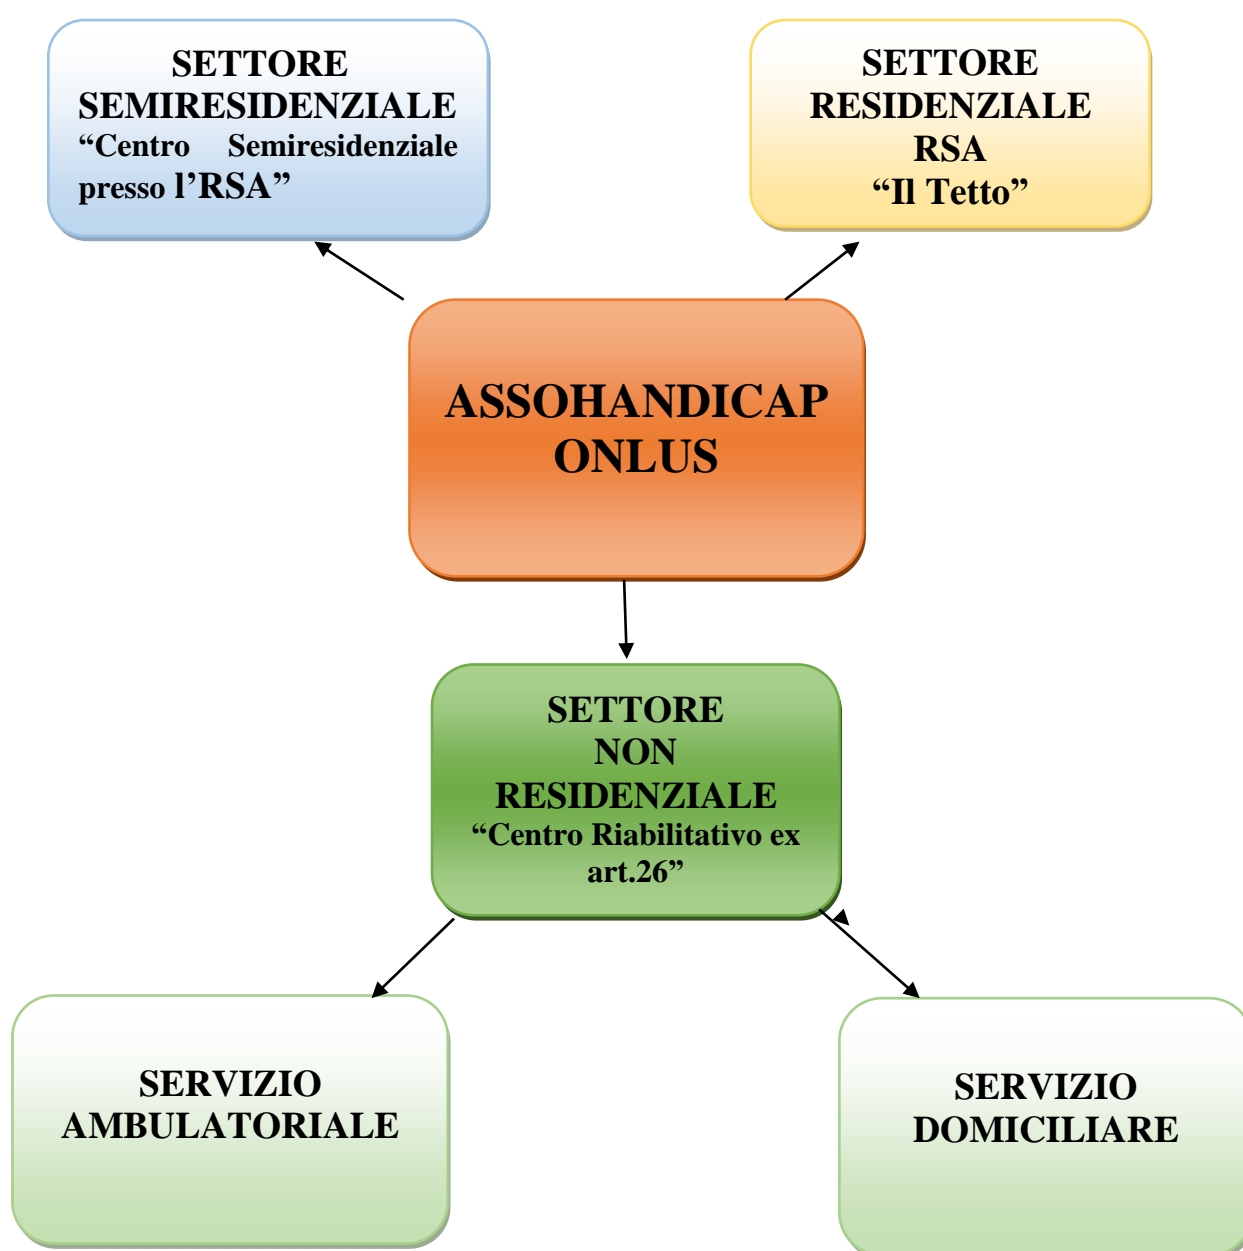 SETTORE
SEMIRESIDENZIALE
“Centro Semiresidenziale
presso l’RSA”
SETTORE
RESIDENZIALE
RSA
“Il Tetto”
ASSOHANDICAP
ONLUS
SETTORE
NON
RESIDENZIALE
“Centro Riabilitativo ex
art.26”
SERVIZIO
AMBULATORIALE
SERVIZIO
DOMICILIARE